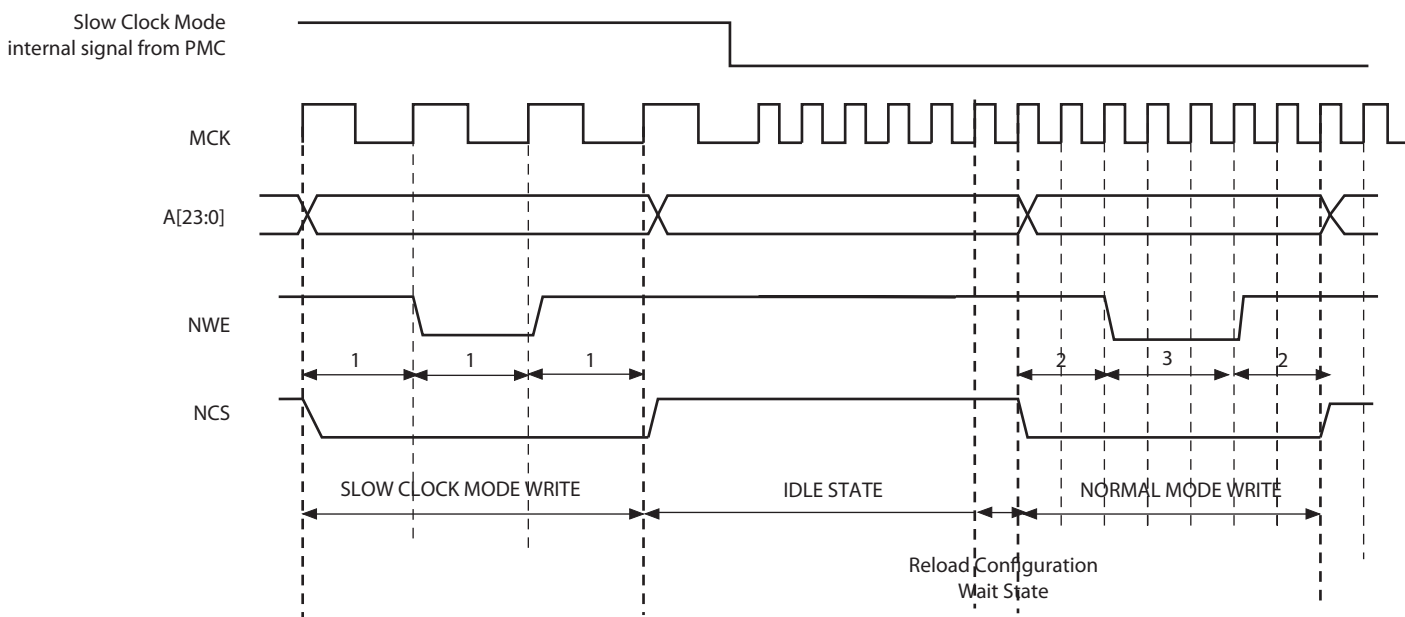 Slow Clock Mode
internal signal from PMC
MCK
A[23:0]
NWE
1 1 1 2 3 2
NCS
SLOW CLOCK MODE WRITE IDLE STATE NORMAL MODE WRITE
Reload Configuration
Wait State